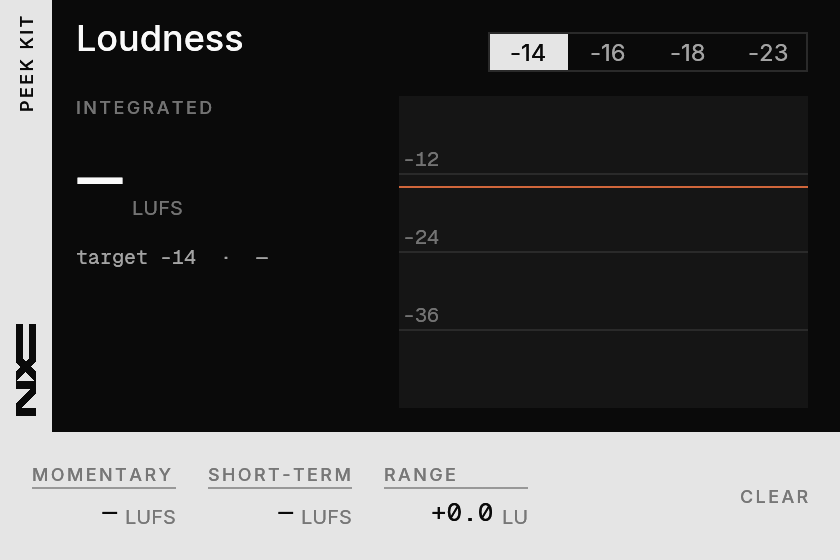 PEEK KIT
NXE
Loudness
-14 -16 -18 -23
INTEGRATED
—
LUFS
target -14 · —
-12
-24
-36
MOMENTARY
— LUFS
SHORT-TERM
— LUFS
RANGE
+0.0 LU
CLEAR